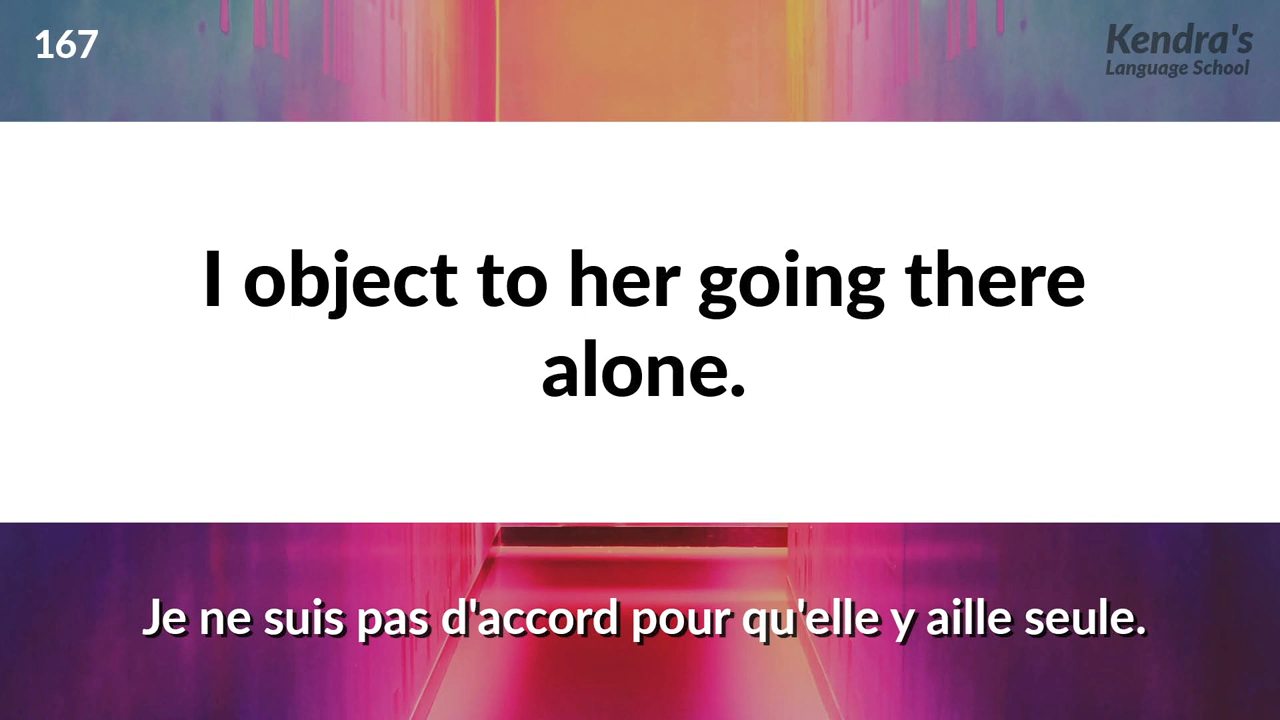 167
Kendra's
Language School
I object to her going there
alone.
Je ne suis pas d'accord pour qu'elle y aille seule.